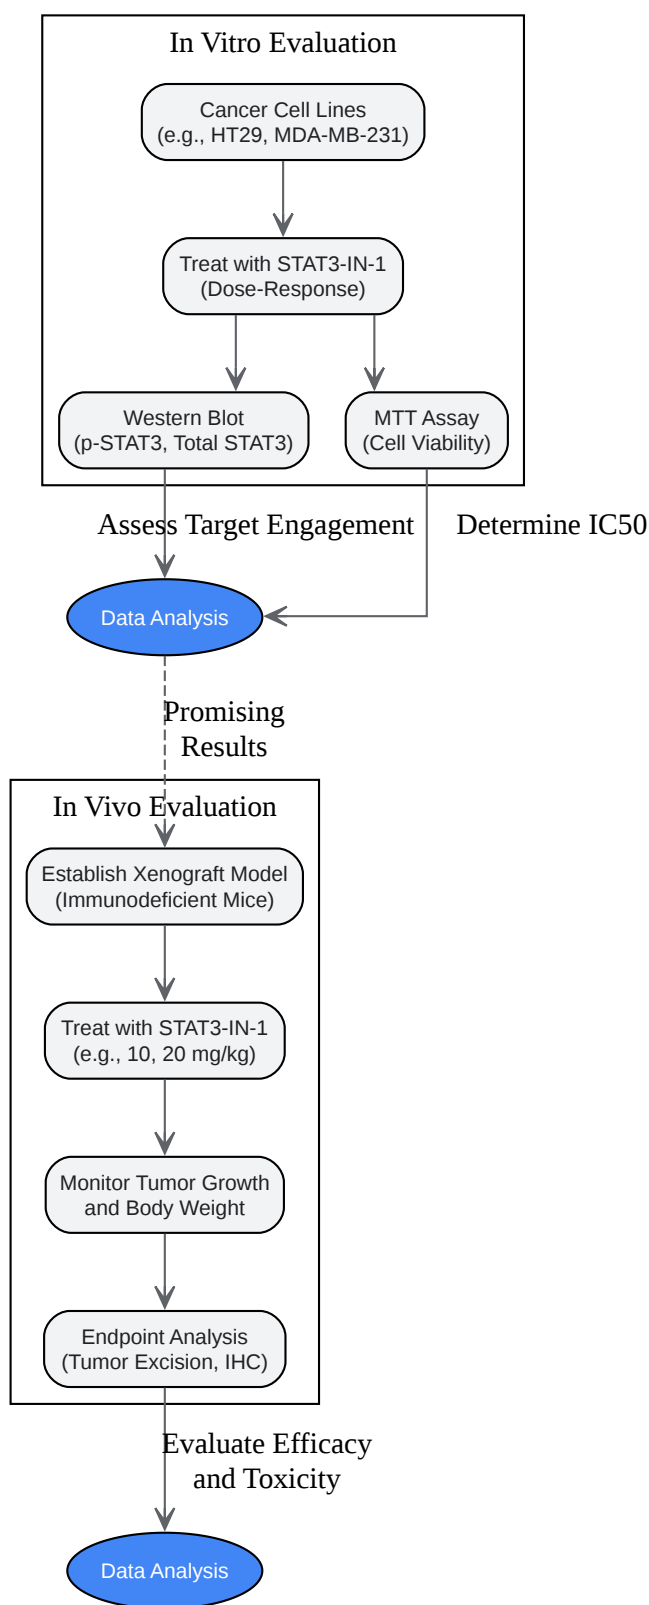 In Vitro Evaluation
Cancer Cell Lines
(e.g., HT29, MDA-MB-231)
Treat with STAT3-IN-1
(Dose-Response)
Western Blot
(p-STAT3, Total STAT3)
MTT Assay
(Cell Viability)
Assess Target Engagement
Determine IC50
Data Analysis
Promising
Results
In Vivo Evaluation
Establish Xenograft Model
(Immunodeficient Mice)
Treat with STAT3-IN-1
(e.g., 10, 20 mg/kg)
Monitor Tumor Growth
and Body Weight
Endpoint Analysis
(Tumor Excision, IHC)
Evaluate Efficacy
and Toxicity
Data Analysis